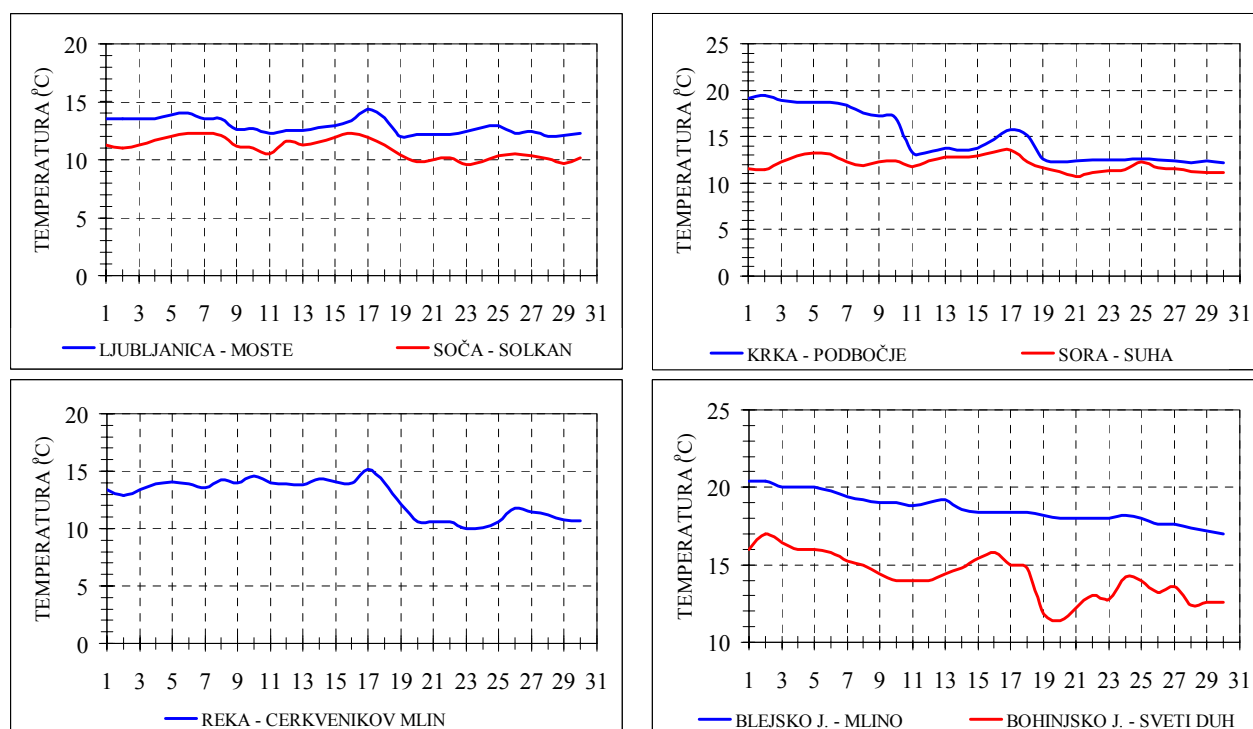 TEMPERATURA (ºC)
20
15
10
5
0
1 3 5 7 9 11 13 15 17 19 21 23 25 27 29 31
LJUBLJANICA - MOSTE SOČA - SOLKAN
TEMPERATURA (ºC)
25
20
15
10
5
0
1 3 5 7 9 11 13 15 17 19 21 23 25 27 29 31
KRKA - PODBOČJE SORA - SUHA
TEMPERATURA (ºC)
20
15
10
5
0
1 3 5 7 9 11 13 15 17 19 21 23 25 27 29 31
REKA - CERKVENIKOV MLIN
TEMPERATURA (ºC)
25
20
15
10
1 3 5 7 9 11 13 15 17 19 21 23 25 27 29 31
BLEJSKO J. - MLINO BOHINJSKO J. - SVETI DUH